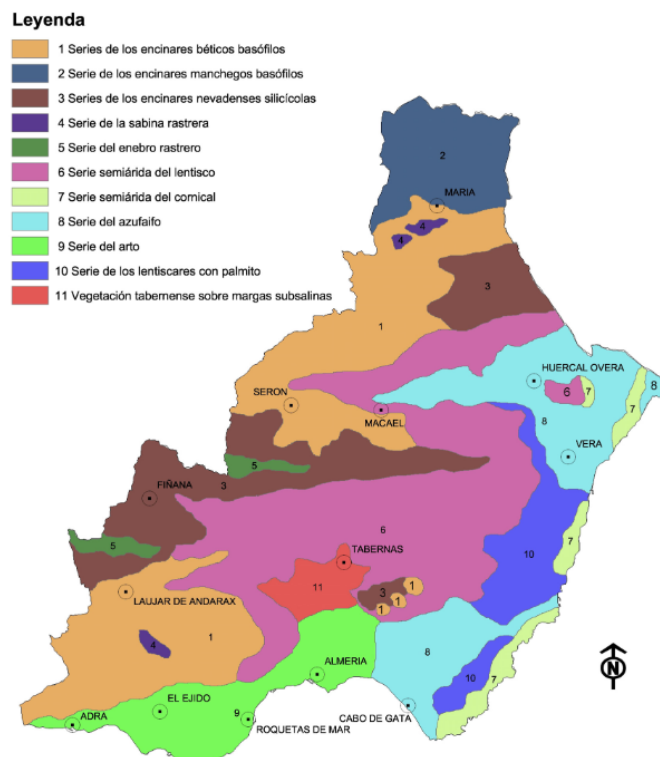 Leyenda
1 Series de los encinares béticos basófilos
2 Serie de los encinares manchegos basófilos
3 Series de los encinares nevadenses silicícolas
4 Serie de la sabina rastrera
5 Serie del enebro rastrero
6 Serie semiárida del lentisco
7 Serie semiárida del cornical
8 Serie del azufaifo
9 Serie del arto
10 Serie de los lentiscares con palmito
11 Vegetación tabernense sobre margas subsalinas
2
MARIA
4
4
3
1
HUERCAL OVERA
8
6
7
7
SERON
MACAEL
8
VERA
5
3
FIÑANA
6
7
5
10
TABERNAS
11
3
1
1
1
LAUJAR DE ANDARAX
1
4
8
ALMERIA
10
7
EL EJIDO
9
ADRA
ROQUETAS DE MAR
CABO DE GATA
N